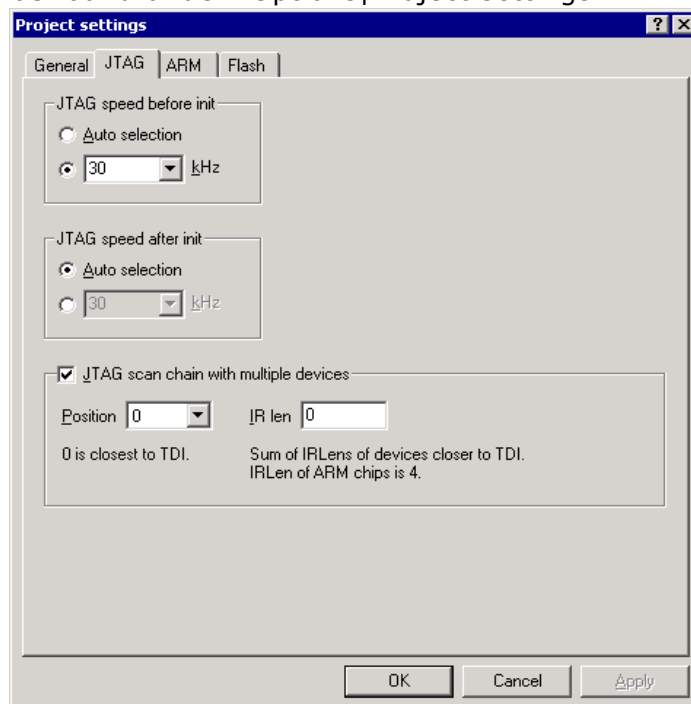 Project settings
General JTAG ARM Flash
JTAG speed before init
Auto selection
30 kHz
JTAG speed after init
Auto selection
30 kHz
JTAG scan chain with multiple devices
Position 0 IR len 0
0 is closest to TDI. Sum of IRLens of devices closer to TDI.
IRLen of ARM chips is 4.
OK Cancel Apply